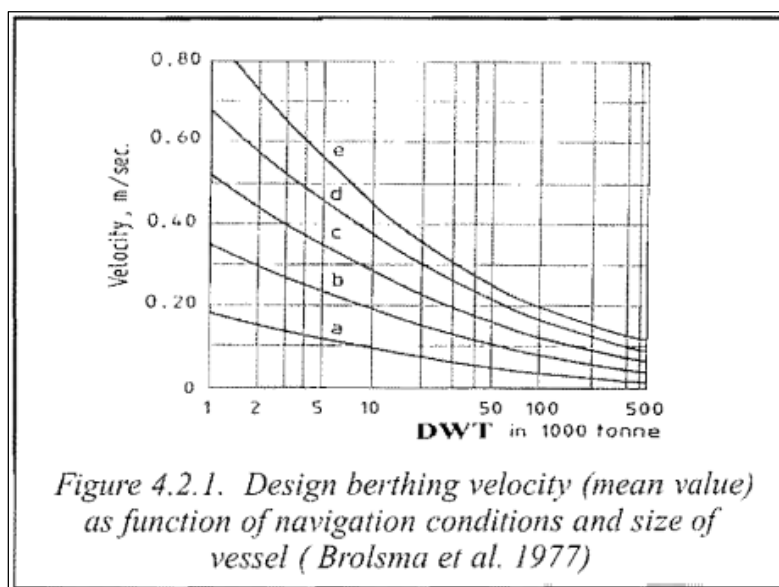 0.80
0.60
0.40
0.20
0
Velocity, m/sec.
e
d
c
b
a
1 2 5 10 50 100 500
DWT in 1000 tonne
Figure 4.2.1. Design berthing velocity (mean value)
as function of navigation conditions and size of
vessel ( Brolsma et al. 1977)